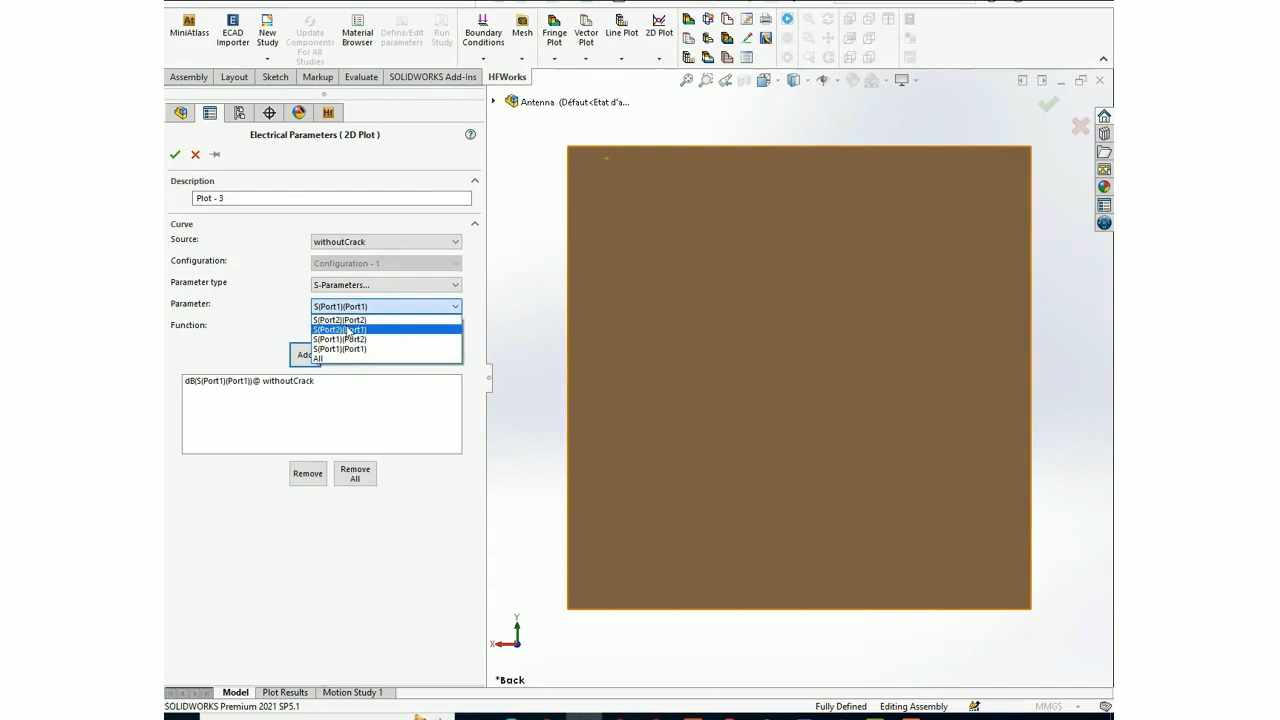 MiniAtlas
ECAD Importer
New Study
Update Components For All Studies
Material Browser
Define/Edit parameters
Run Study
Boundary Conditions
Mesh
Fringe Plot
Vector Plot
Line Plot
2D Plot
Assembly
Layout
Sketch
Markup
Evaluate
SOLIDWORKS Add-Ins
HFWorks
Antenna (Défaut<Etat d'a...
Electrical Parameters ( 2D Plot )
Description
Plot - 3
Curve
Source:
withoutCrack
Configuration:
Configuration - 1
Parameter type
S-Parameters...
Parameter:
S(Port1)(Port1)
Function:
S(Port2)(Port2)
S(Port2)(Port1)
S(Port1)(Port2)
S(Port1)(Port1)
All
Add
dB(S(Port1)(Port1))@ withoutCrack
Remove
Remove All
Y
X
*Back
Model
Plot Results
Motion Study 1
SOLIDWORKS Premium 2021 SP5.1
Fully Defined
Editing Assembly
MMGS